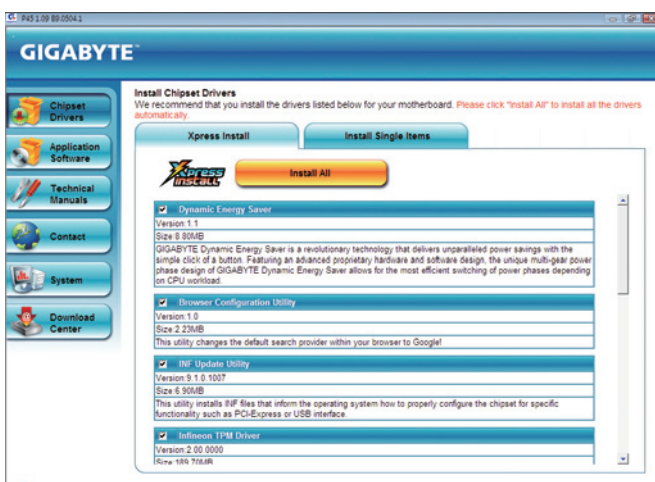 P45 1.09 B9.0504.1
GIGABYTE™
Chipset
Drivers
Application
Software
Technical
Manuals
Contact
System
Download
Center
Install Chipset Drivers
We recommend that you install the drivers listed below for your motherboard. Please click "Install All" to install all the drivers
automatically.
Xpress Install
Install Single Items
Xpress
INSTALL
Install All
Dynamic Energy Saver
Version:1.1
Size:8.80MB
GIGABYTE Dynamic Energy Saver is a revolutionary technology that delivers unparalleled power savings with the
simple click of a button. Featuring an advanced proprietary hardware and software design, the unique multi-gear power
phase design of GIGABYTE Dynamic Energy Saver allows for the most efficient switching of power phases depending
on CPU workload.
Browser Configuration Utility
Version:1.0
Size:2.23MB
This utility changes the default search provider within your browser to Google!
INF Update Utility
Version:9.1.0.1007
Size:6.90MB
This utility installs INF files that inform the operating system how to properly configure the chipset for specific
functionality such as PCI-Express or USB interface.
Infineon TPM Driver
Version:2.00.0000
Size:189.70MB